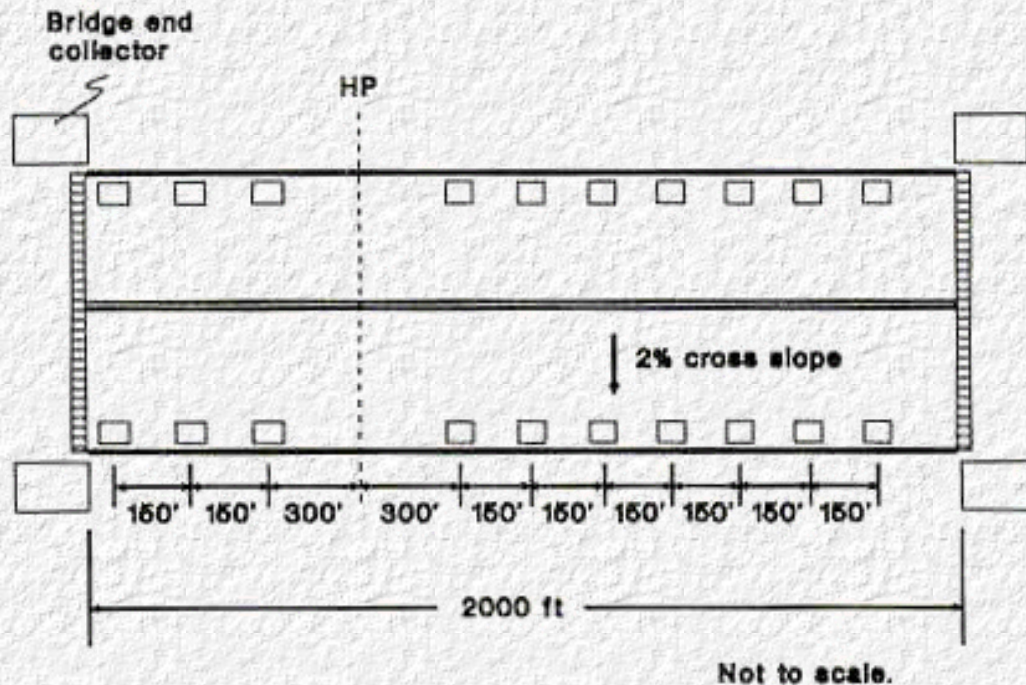 Bridge end
collector
HP
2% cross slope
150' 150' 300' 300' 150' 150' 150' 150' 150' 150'
2000 ft
Not to scale.